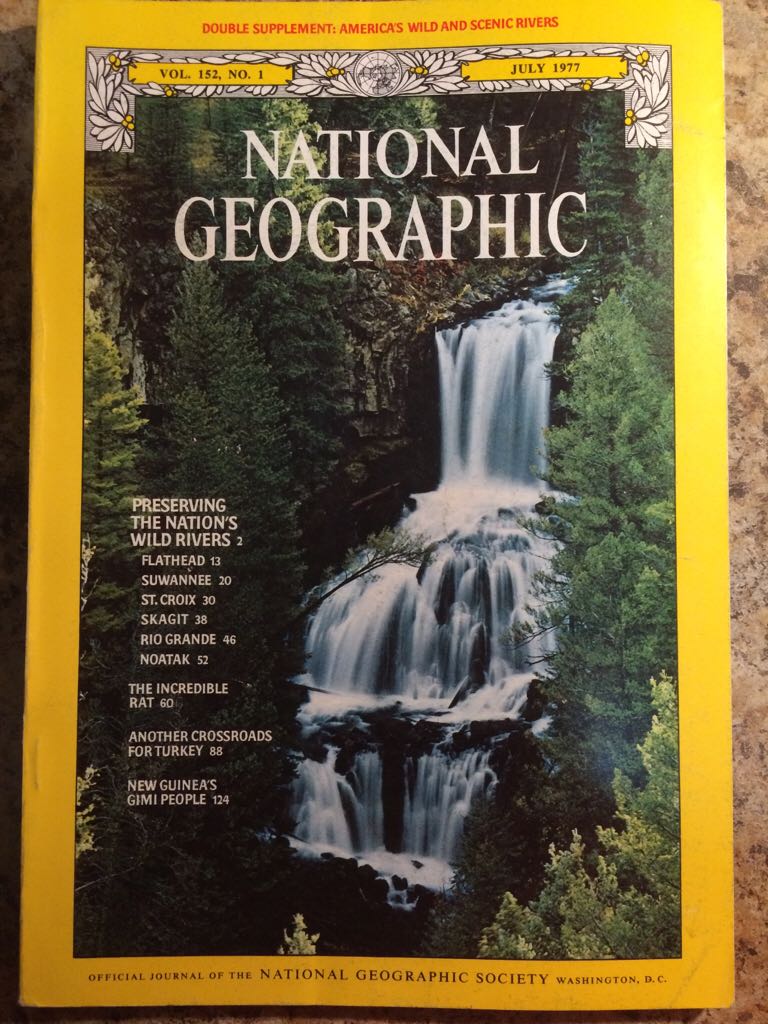 DOUBLE SUPPLEMENT: AMERICA'S WILD AND SCENIC RIVERS
VOL. 152, NO. 1
JULY 1977
NATIONAL
GEOGRAPHIC
PRESERVING
THE NATION'S
WILD RIVERS 2
FLATHEAD 13
SUWANNEE 20
ST. CROIX 30
SKAGIT 38
RIO GRANDE 46
NOATAK 52
THE INCREDIBLE
RAT 60
ANOTHER CROSSROADS
FOR TURKEY 88
NEW GUINEA'S
GIMI PEOPLE 124
OFFICIAL JOURNAL OF THE NATIONAL GEOGRAPHIC SOCIETY WASHINGTON, D.C.